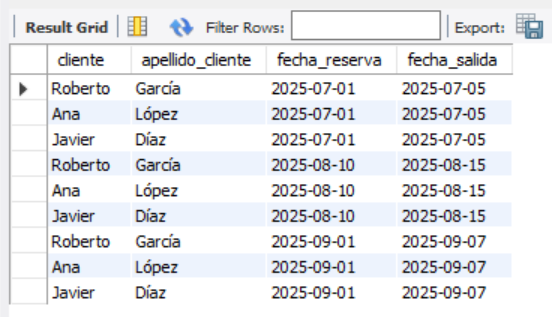 Result Grid Filter Rows: Export:
cliente apellido_cliente fecha_reserva fecha_salida
Roberto García 2025-07-01 2025-07-05
Ana López 2025-07-01 2025-07-05
Javier Díaz 2025-07-01 2025-07-05
Roberto García 2025-08-10 2025-08-15
Ana López 2025-08-10 2025-08-15
Javier Díaz 2025-08-10 2025-08-15
Roberto García 2025-09-01 2025-09-07
Ana López 2025-09-01 2025-09-07
Javier Díaz 2025-09-01 2025-09-07